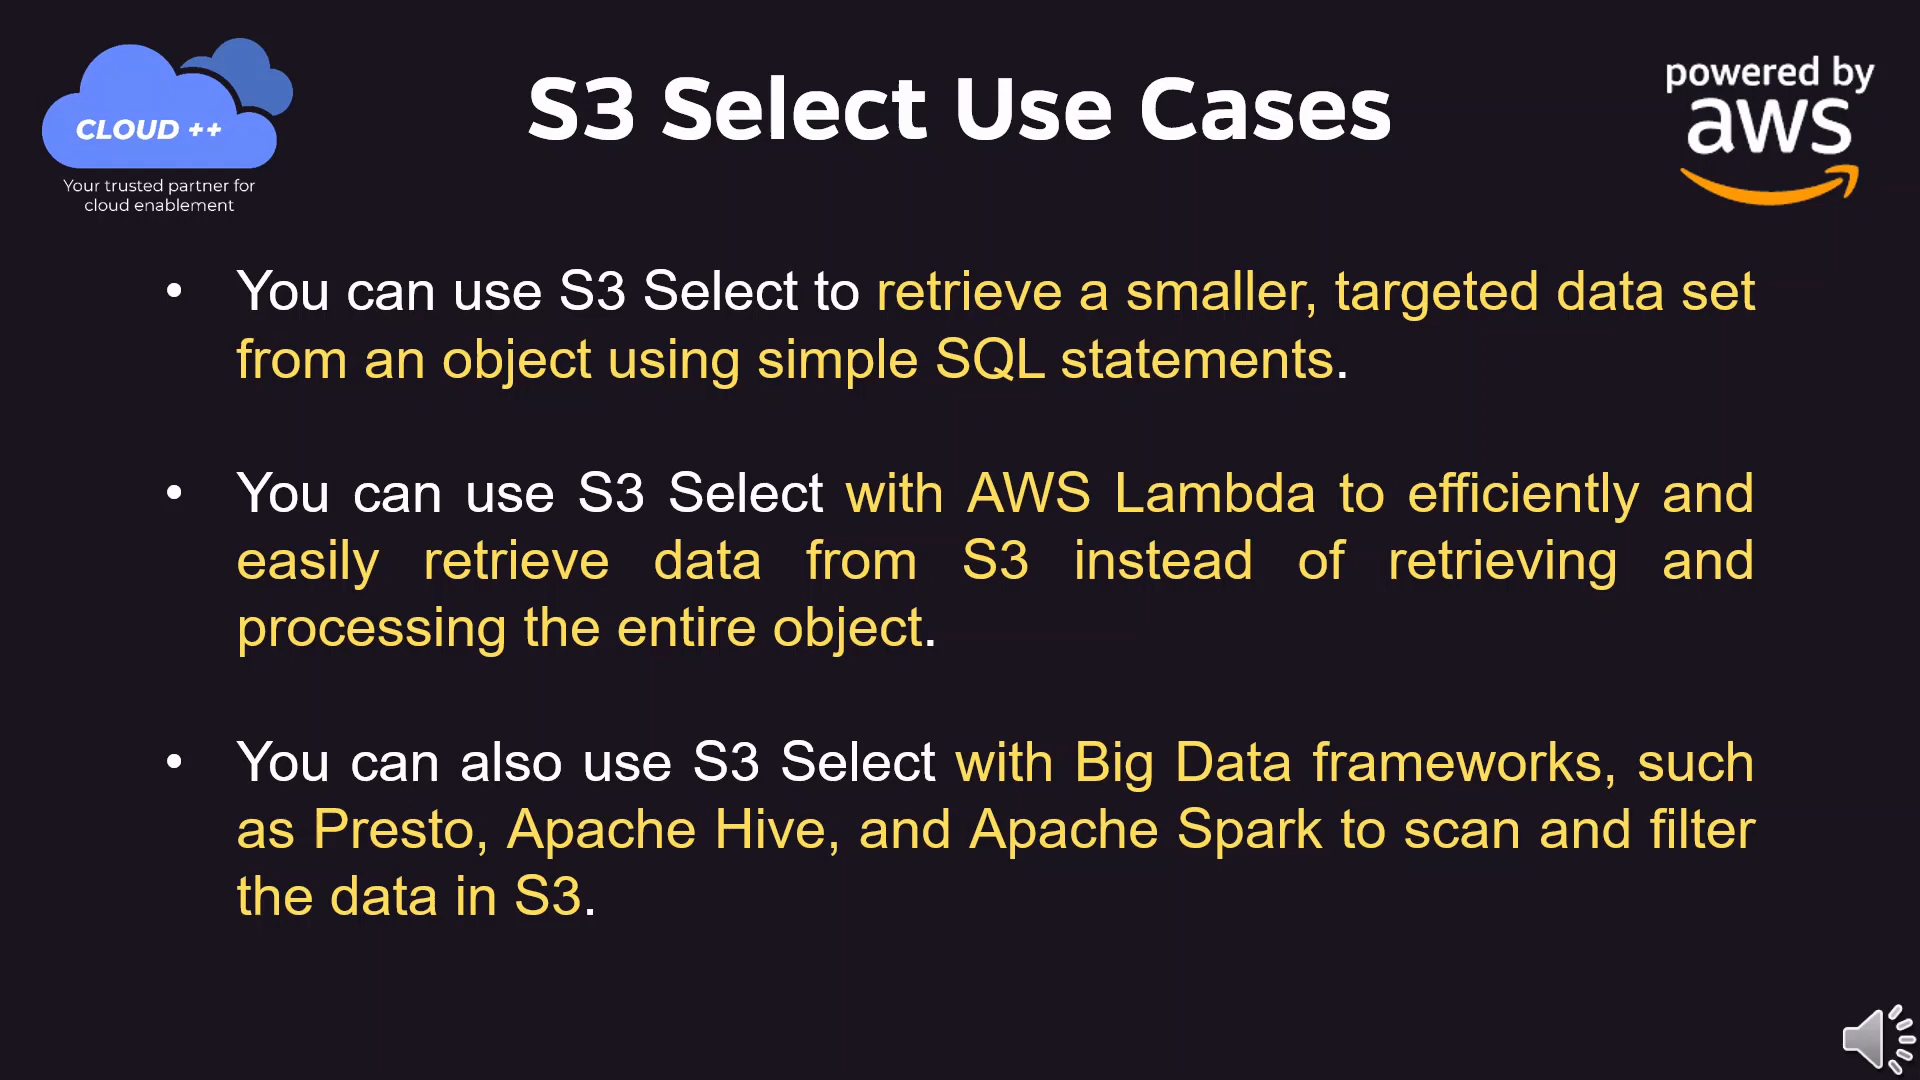 CLOUD ++
Your trusted partner for
cloud enablement
S3 Select Use Cases
powered by
aws
• You can use S3 Select to retrieve a smaller, targeted data set
from an object using simple SQL statements.
• You can use S3 Select with AWS Lambda to efficiently and
easily retrieve data from S3 instead of retrieving and
processing the entire object.
• You can also use S3 Select with Big Data frameworks, such
as Presto, Apache Hive, and Apache Spark to scan and filter
the data in S3.